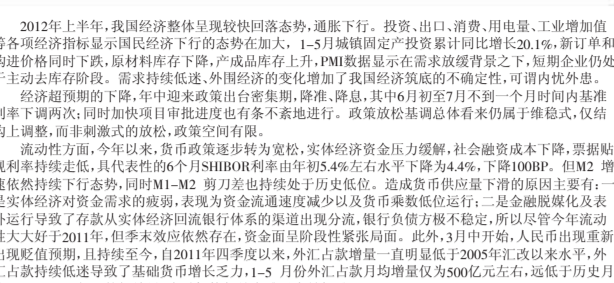 2012年上半年，我国经济整体呈现较快回落态势，通胀下行。投资、出口、消费、用电量、工业增加值
等各项经济指标显示国民经济下行的态势在加大，1-5月城镇固定产投资累计同比增长20.1%，新订单和
购进价格同时下跌，原材料库存下降，产成品库存上升，PMI数据显示在需求放缓背景之下，短期企业仍处
于主动去库存阶段。需求持续低迷、外围经济的变化增加了我国经济筑底的不确定性，可谓内忧外患。
经济超预期的下降，年中迎来政策出台密集期，降准、降息，其中6月初至7月不到一个月时间内基准
利率下调两次；同时加快项目审批进度也有条不紊地进行。政策放松基调总体看来仍属于维稳式，仅结
构上调整，而非刺激式的放松，政策空间有限。
流动性方面，今年以来，货币政策逐步转为宽松，实体经济资金压力缓解，社会融资成本下降，票据贴
现利率持续走低，具代表性的6个月SHIBOR利率由年初5.4%左右水平下降为4.4%，下降100BP。但M2 增
速依然持续下行态势，同时M1-M2 剪刀差也持续处于历史低位。造成货币供应量下滑的原因主要有：一
是实体经济对资金需求的疲弱，表现为资金流通速度减少以及货币乘数低位运行；二是金融脱媒化及表
外运行导致了存款从实体经济回流银行体系的渠道出现分流，银行负债方极不稳定，所以尽管今年流动
性大大好于2011年，但季末效应依然存在，资金面呈阶段性紧张局面。此外，3月中开始，人民币出现重新
出现贬值预期，且持续至今，自2011年四季度以来，外汇占款增量一直明显低于2005年汇改以来水平，外
汇占款持续低迷导致了基础货币增长乏力，1-5 月份外汇占款月均增量仅为500亿元左右，远低于历史月